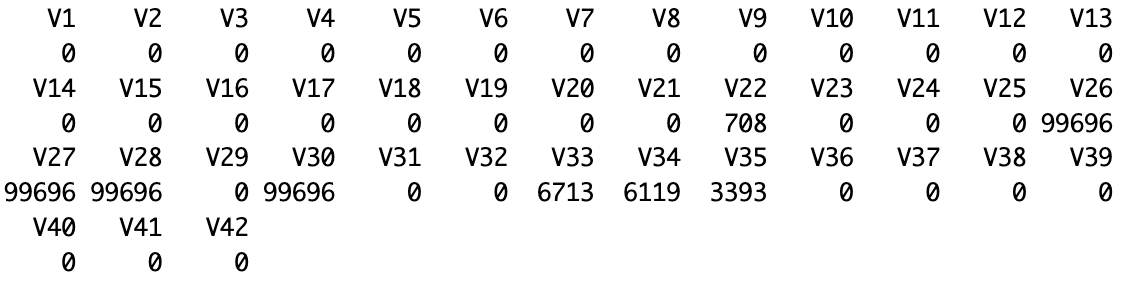 V1 V2 V3 V4 V5 V6 V7 V8 V9 V10 V11 V12 V13
0 0 0 0 0 0 0 0 0 0 0 0 0
V14 V15 V16 V17 V18 V19 V20 V21 V22 V23 V24 V25 V26
0 0 0 0 0 0 0 0 708 0 0 0 99696
V27 V28 V29 V30 V31 V32 V33 V34 V35 V36 V37 V38 V39
99696 99696 0 99696 0 0 6713 6119 3393 0 0 0 0
V40 V41 V42
0 0 0